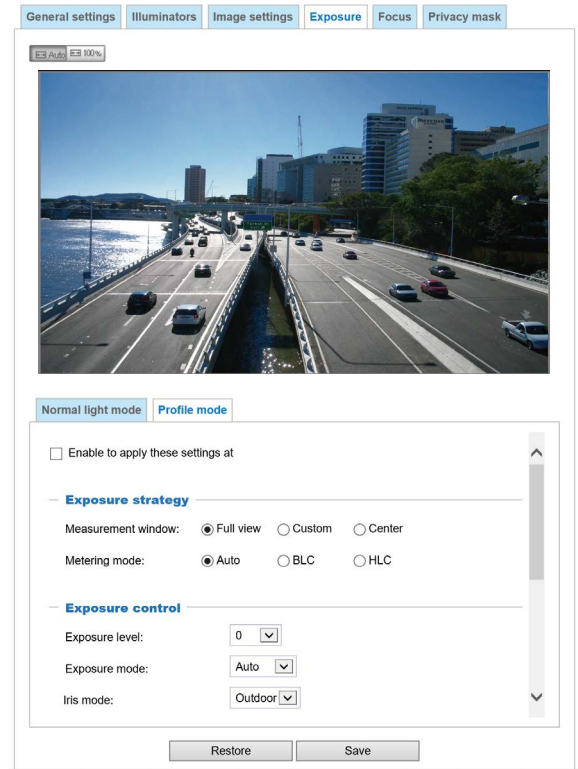 General settings Illuminators Image settings Exposure Focus Privacy mask
Auto 100%
Normal light mode Profile mode
Enable to apply these settings at
Exposure strategy
Measurement window: Full view Custom Center
Metering mode: Auto BLC HLC
Exposure control
Exposure level: 0
Exposure mode: Auto
Iris mode: Outdoor
Restore Save